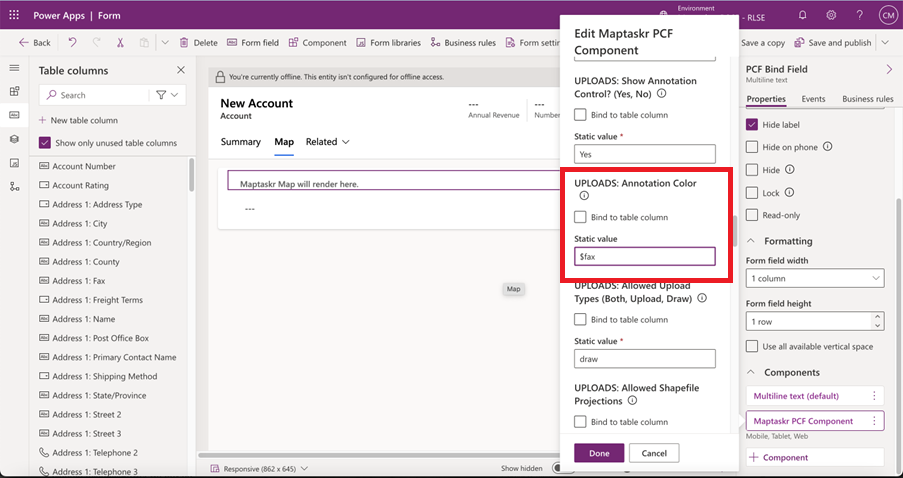 Power Apps | Form
Environment
- RLSE
CM
Back
Delete
Form field
Component
Form libraries
Business rules
Form settin
Save a copy
Save and publish
Table columns
Search
New table column
Show only unused table columns
Account Number
Account Rating
Address 1: Address Type
Address 1: City
Address 1: Country/Region
Address 1: County
Address 1: Fax
Address 1: Freight Terms
Address 1: Name
Address 1: Post Office Box
Address 1: Primary Contact Name
Address 1: Shipping Method
Address 1: State/Province
Address 1: Street 2
Address 1: Street 3
Address 1: Telephone 2
Address 1: Telephone 3
You're currently offline. This entity isn't configured for offline access.
New Account
Account
---
Annual Revenue
---
Number
Summary
Map
Related
Maptaskr Map will render here.
---
Map
Responsive (862 x 645)
Show hidden
Edit Maptaskr PCF
Component
UPLOADS: Show Annotation
Control? (Yes, No)
Bind to table column
Static value *
Yes
UPLOADS: Annotation Color
Bind to table column
Static value
$fax
UPLOADS: Allowed Upload
Types (Both, Upload, Draw)
Bind to table column
Static value *
draw
UPLOADS: Allowed Shapefile
Projections
Bind to table column
Done
Cancel
PCF Bind Field
Multiline text
Properties
Events
Business rules
Hide label
Hide on phone
Hide
Lock
Read-only
Formatting
Form field width
1 column
Form field height
1 row
Use all available vertical space
Components
Multiline text (default)
Maptaskr PCF Component
Mobile, Tablet, Web
Component